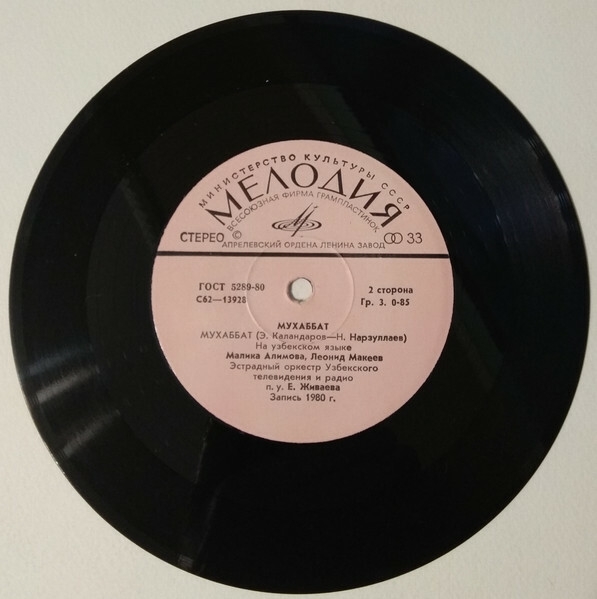 МИНИСТЕРСТВО КУЛЬТУРЫ СССР
МЕЛОДИЯ
ВСЕСОЮЗНАЯ ФИРМА ГРАМПЛАСТИНОК
СТЕРЕО ©
33
АПРЕЛЕВСКИЙ ОРДЕНА ЛЕНИНА ЗАВОД
ГОСТ 5289-80
2 сторона
С62—13928
Гр. 3. 0-85
МУХАББАТ
МУХАББАТ (Э. Каландаров—Н. Нарзуллаев)
На узбекском языке
Малика Алимова, Леонид Макеев
Эстрадный оркестр Узбекского
телевидения и радио
п. у. Е. Живаева
Запись 1980 г.